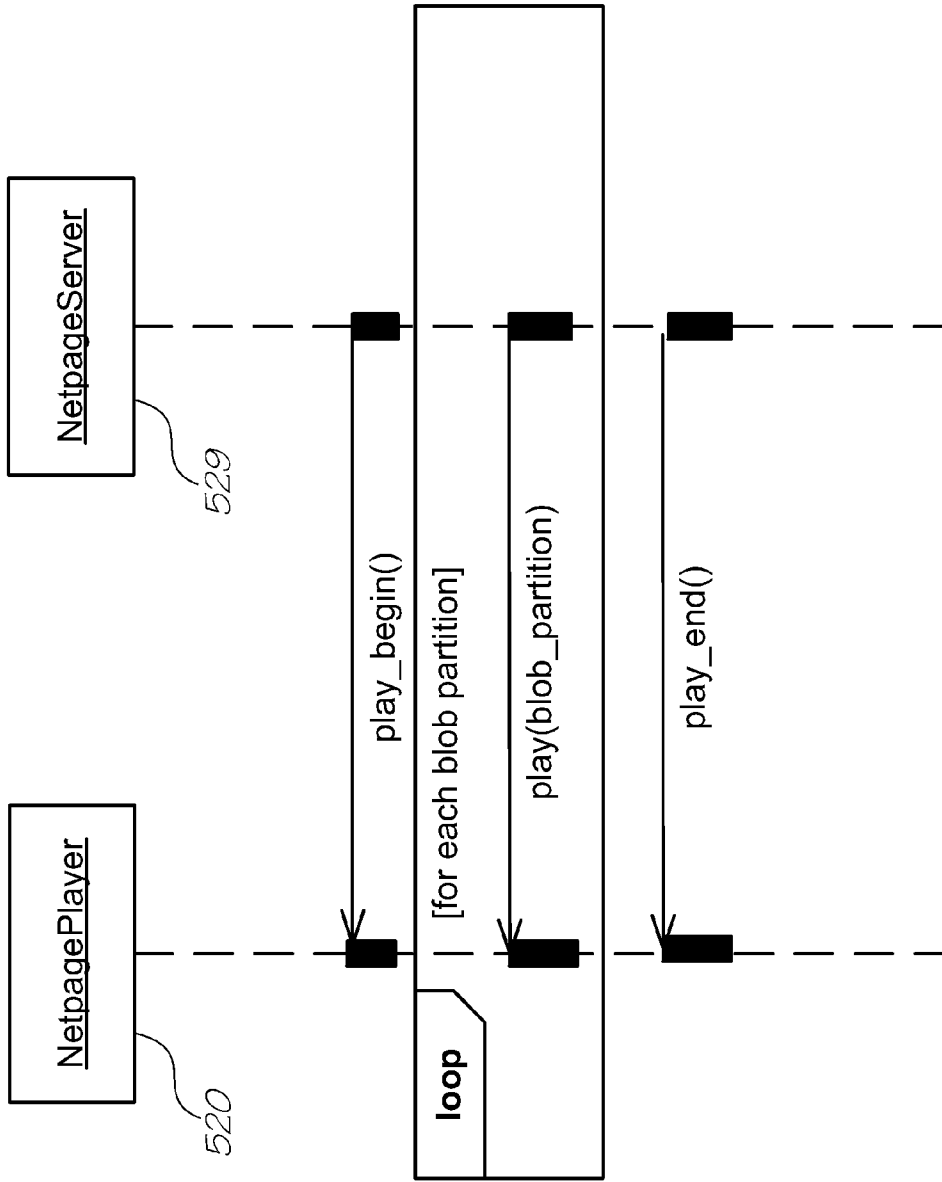 NetpagePlayer
520
NetpageServer
529
play_begin()
loop
[for each blob partition]
play(blob_partition)
play_end()